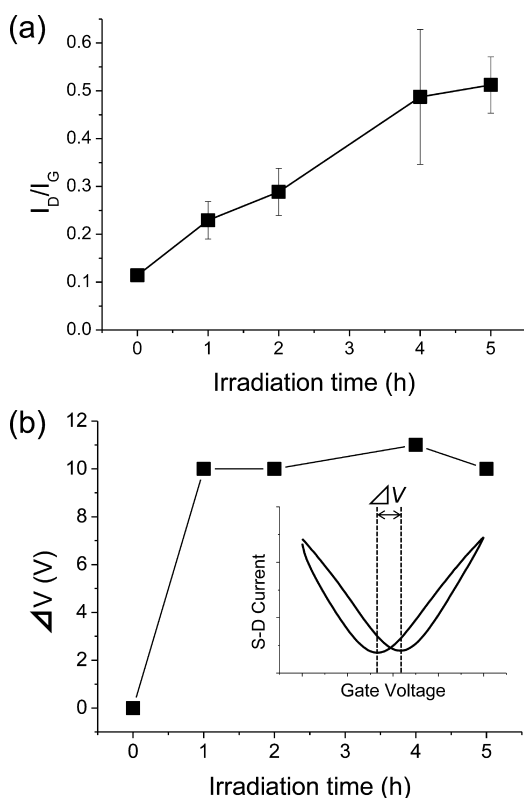 (a)
0.6
0.5
0.4
0.3
0.2
0.1
0.0
I_D/I_G
0 1 2 3 4 5
Irradiation time (h)
(b)
12
10
8
6
4
2
0
⊿V (V)
⊿V
S-D Current
Gate Voltage
0 1 2 3 4 5
Irradiation time (h)